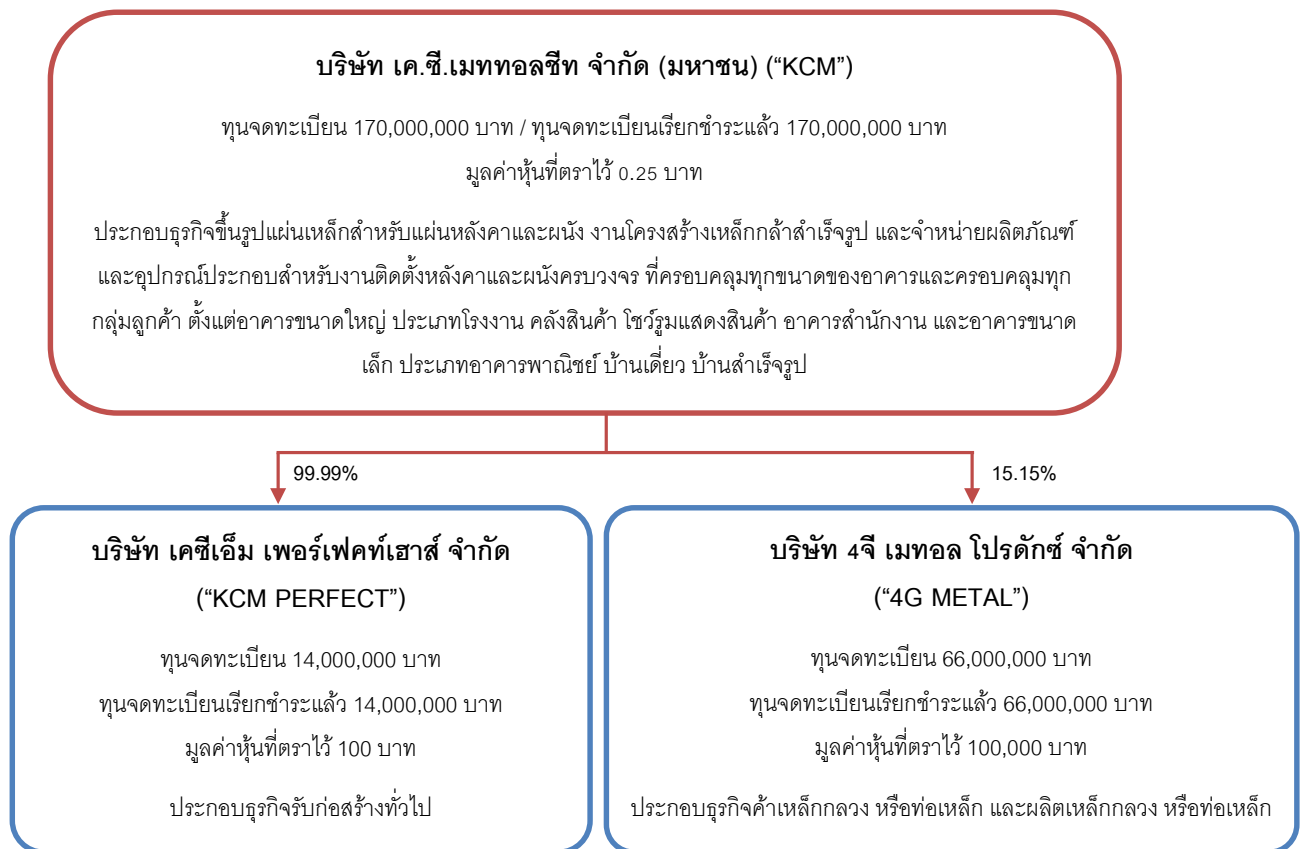 บริษัท เค.ซี.เมททอลชีท จำกัด (มหาชน) (“KCM”)
ทุนจดทะเบียน 170,000,000 บาท / ทุนจดทะเบียนเรียกชำระแล้ว 170,000,000 บาท
มูลค่าหุ้นที่ตราไว้ 0.25 บาท
ประกอบธุรกิจขึ้นรูปแผ่นเหล็กสำหรับแผ่นหลังคาและผนัง งานโครงสร้างเหล็กกล้าสำเร็จรูป และจำหน่ายผลิตภัณฑ์
และอุปกรณ์ประกอบสำหรับงานติดตั้งหลังคาและผนังครบวงจร ที่ครอบคลุมทุกขนาดของอาคารและครอบคลุมทุก
กลุ่มลูกค้า ตั้งแต่อาคารขนาดใหญ่ ประเภทโรงงาน คลังสินค้า โชว์รูมแสดงสินค้า อาคารสำนักงาน และอาคารขนาด
เล็ก ประเภทอาคารพาณิชย์ บ้านเดี่ยว บ้านสำเร็จรูป
99.99%
15.15%
บริษัท เคซีเอ็ม เพอร์เฟคท์เฮาส์ จำกัด
(“KCM PERFECT”)
ทุนจดทะเบียน 14,000,000 บาท
ทุนจดทะเบียนเรียกชำระแล้ว 14,000,000 บาท
มูลค่าหุ้นที่ตราไว้ 100 บาท
ประกอบธุรกิจรับก่อสร้างทั่วไป
บริษัท 4จี เมทอล โปรดักซ์ จำกัด
(“4G METAL”)
ทุนจดทะเบียน 66,000,000 บาท
ทุนจดทะเบียนเรียกชำระแล้ว 66,000,000 บาท
มูลค่าหุ้นที่ตราไว้ 100,000 บาท
ประกอบธุรกิจค้าเหล็กกลวง หรือท่อเหล็ก และผลิตเหล็กกลวง หรือท่อเหล็ก